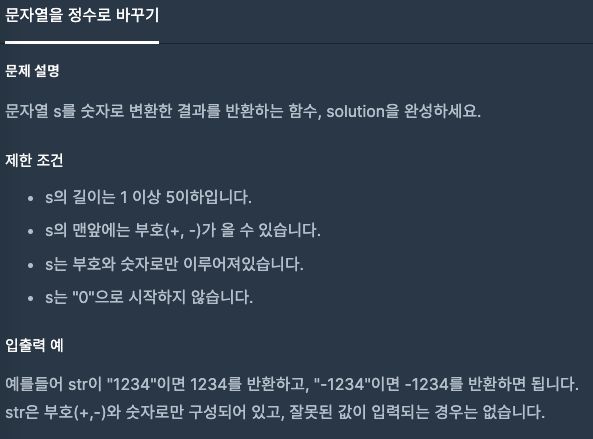 문자열을 정수로 바꾸기
문제 설명
문자열 s를 숫자로 변환한 결과를 반환하는 함수, solution을 완성하세요.
제한 조건
• s의 길이는 1 이상 5이하입니다.
• s의 맨앞에는 부호(+, -)가 올 수 있습니다.
• s는 부호와 숫자로만 이루어져있습니다.
• s는 "0"으로 시작하지 않습니다.
입출력 예
예를들어 str이 "1234"이면 1234를 반환하고, "-1234"이면 -1234를 반환하면 됩니다.
str은 부호(+,-)와 숫자로만 구성되어 있고, 잘못된 값이 입력되는 경우는 없습니다.